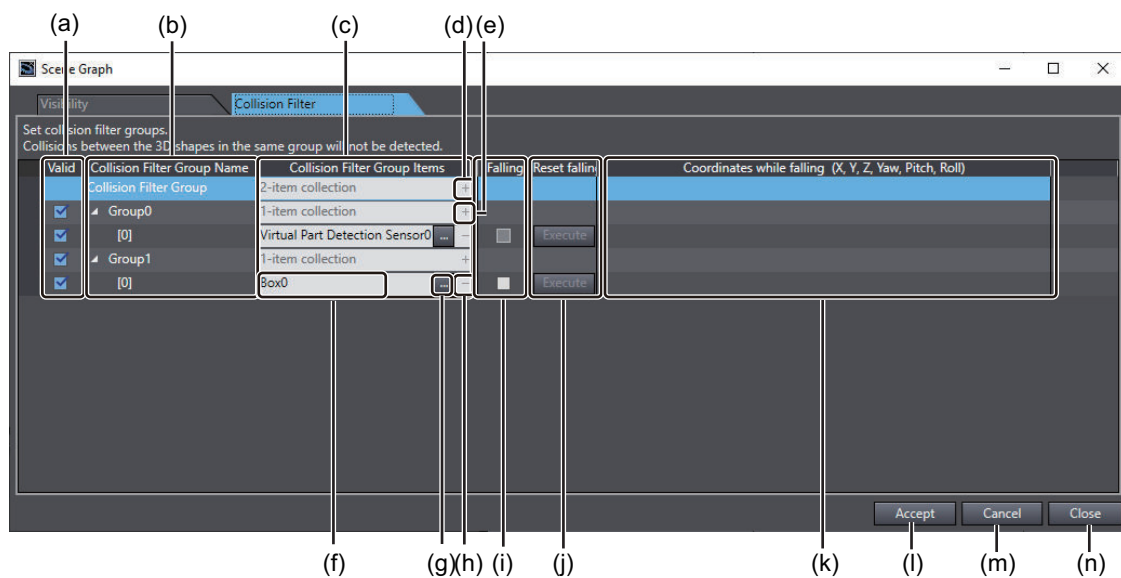 (a) (b) (c) (d) (e)
Scene Graph
Visibility Collision Filter
Set collision filter groups.
Collisions between the 3D shapes in the same group will not be detected.
Valid Collision Filter Group Name Collision Filter Group Items Falling Reset falling Coordinates while falling (X, Y, Z, Yaw, Pitch, Roll)
Collision Filter Group 2-item collection +
Group0 1-item collection +
[0] Virtual Part Detection Sensor0 ... − Execute
Group1 1-item collection +
[0] Box0 ... − Execute
Accept Cancel Close
(f) (g) (h) (i) (j) (k) (l) (m) (n)